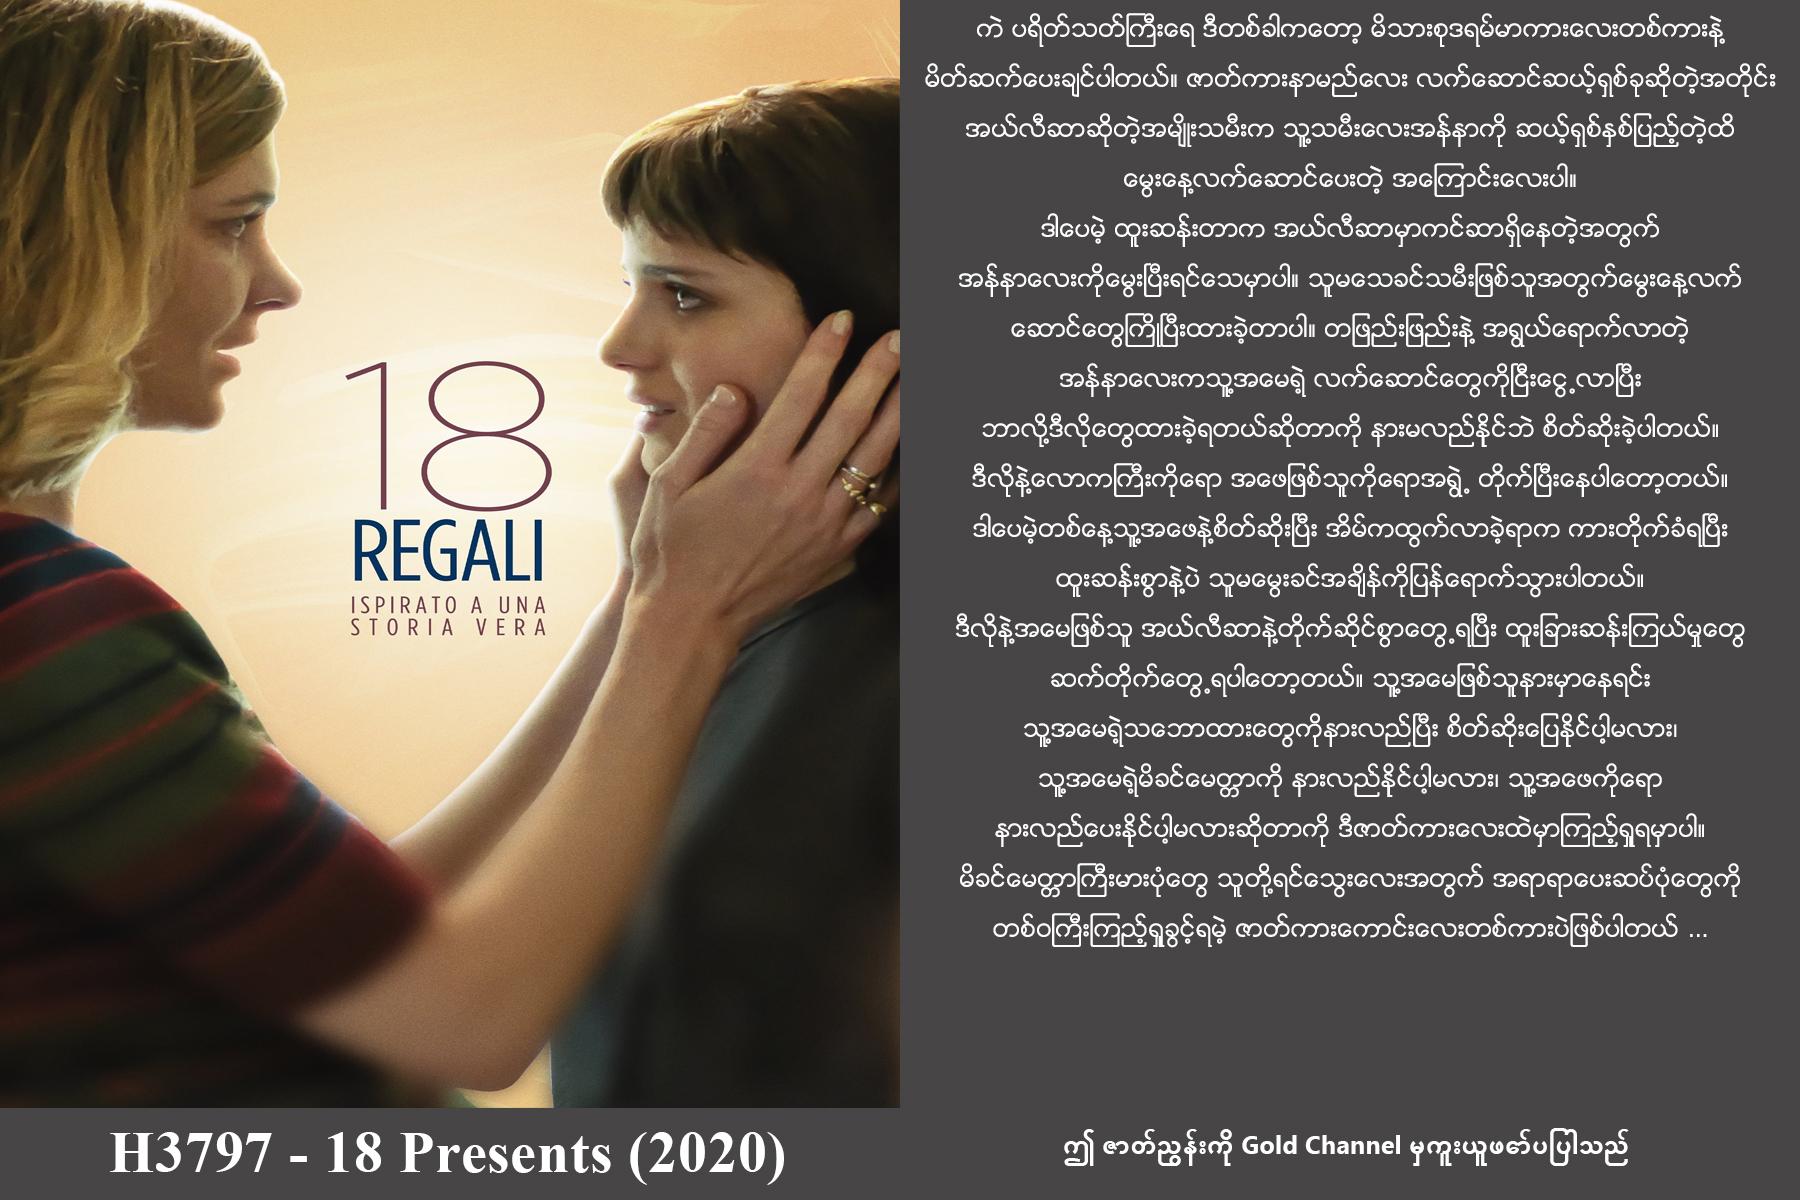 18
REGALI
ISPIRATO A UNA
STORIA VERA
ကဲ ပရိတ်သတ်ကြီးရေ ဒီတစ်ခါကတော့ မိသားစုဒရမ်မာကားလေးတစ်ကားနဲ့
မိတ်ဆက်ပေးချင်ပါတယ်။ ဇာတ်ကားနာမည်လေး လက်ဆောင်ဆယ့်ရှစ်ခုဆိုတဲ့အတိုင်း
အယ်လီဆာဆိုတဲ့အမျိုးသမီးက သူ့သမီးလေးအန်နာကို ဆယ့်ရှစ်နှစ်ပြည့်တဲ့ထိ
မွေးနေ့လက်ဆောင်ပေးတဲ့ အကြောင်းလေးပါ။
ဒါပေမဲ့ ထူးဆန်းတာက အယ်လီဆာမှာကင်ဆာရှိနေတဲ့အတွက်
အန်နာလေးကိုမွေးပြီးရင်သေမှာပါ။ သူမသေခင်သမီးဖြစ်သူအတွက်မွေးနေ့လက်
ဆောင်တွေကြိုပြီးထားခဲ့တာပါ။ တဖြည်းဖြည်းနဲ့ အရွယ်ရောက်လာတဲ့
အန်နာလေးကသူ့အမေရဲ့ လက်ဆောင်တွေကိုငြီးငွေ့လာပြီး
ဘာလို့ဒီလိုတွေထားခဲ့ရတယ်ဆိုတာကို နားမလည်နိုင်ဘဲ စိတ်ဆိုးခဲ့ပါတယ်။
ဒီလိုနဲ့လောကကြီးကိုရော အဖေဖြစ်သူကိုရောအရွဲ့ တိုက်ပြီးနေပါတော့တယ်။
ဒါပေမဲ့တစ်နေ့သူ့အဖေနဲ့စိတ်ဆိုးပြီး အိမ်ကထွက်လာခဲ့ရာက ကားတိုက်ခံရပြီး
ထူးဆန်းစွာနဲ့ပဲ သူမမွေးခင်အချိန်ကိုပြန်ရောက်သွားပါတယ်။
ဒီလိုနဲ့အမေဖြစ်သူ အယ်လီဆာနဲ့တိုက်ဆိုင်စွာတွေ့ရပြီး ထူးခြားဆန်းကြယ်မှုတွေ
ဆက်တိုက်တွေ့ရပါတော့တယ်။ သူ့အမေဖြစ်သူနားမှာနေရင်း
သူ့အမေရဲ့သဘောထားတွေကိုနားလည်ပြီး စိတ်ဆိုးပြေနိုင်ပါ့မလား၊
သူ့အမေရဲ့မိခင်မေတ္တာကို နားလည်နိုင်ပါ့မလား၊ သူ့အဖေကိုရော
နားလည်ပေးနိုင်ပါ့မလားဆိုတာကို ဒီဇာတ်ကားလေးထဲမှာကြည့်ရှုရမှာပါ။
မိခင်မေတ္တာကြီးမားပုံတွေ သူတို့ရင်သွေးလေးအတွက် အရာရာပေးဆပ်ပုံတွေကို
တစ်ဝကြီးကြည့်ရှုခွင့်ရမဲ့ ဇာတ်ကားကောင်းလေးတစ်ကားပဲဖြစ်ပါတယ် ...
H3797 - 18 Presents (2020)
ဤ ဇာတ်ညွှန်းကို Gold Channel မှကူးယူဖော်ပပြါသည်